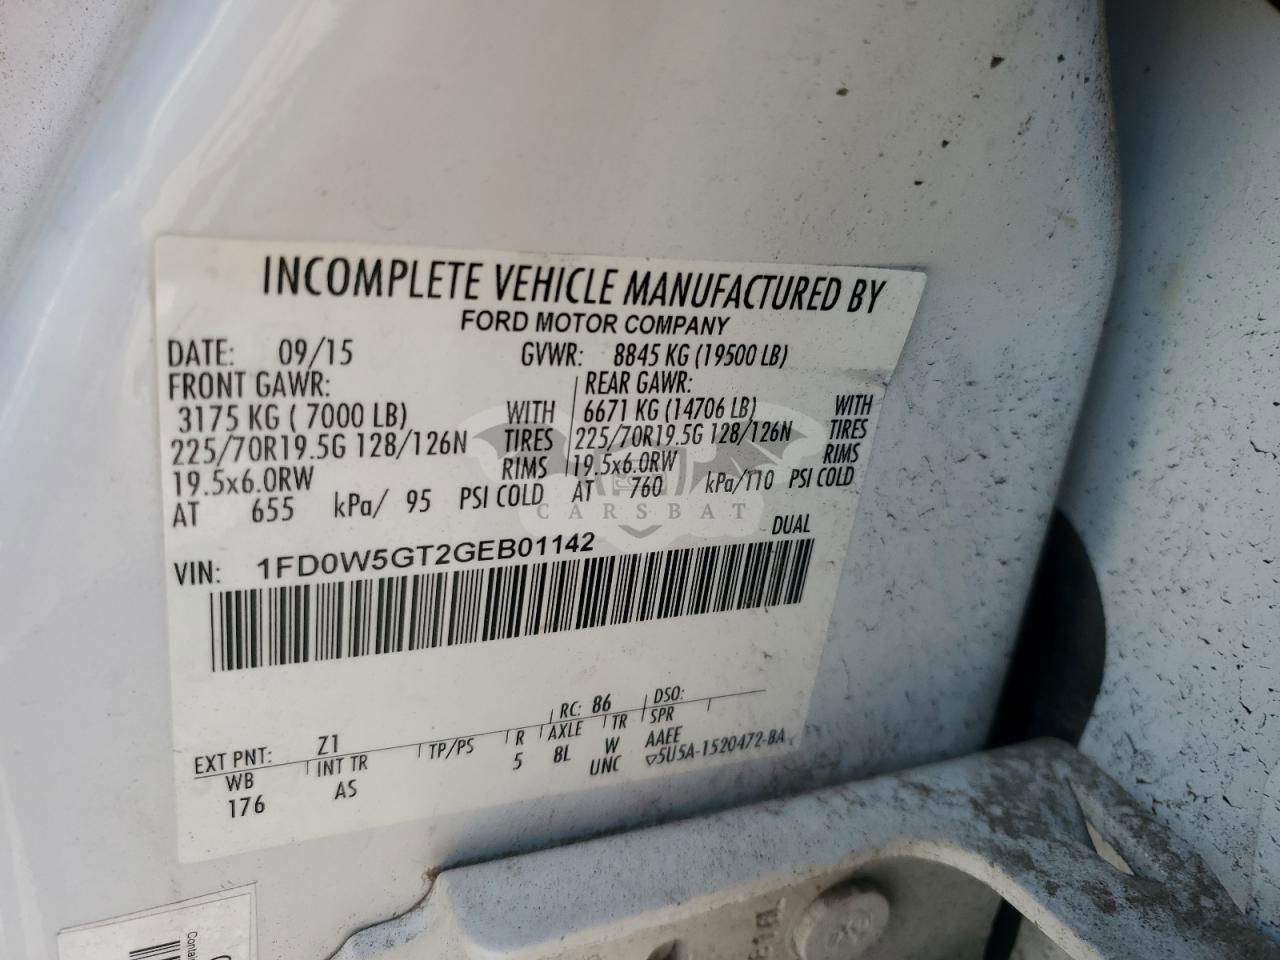 INCOMPLETE VEHICLE MANUFACTURED BY
FORD MOTOR COMPANY
DATE: 09/15 GVWR: 8845 KG (19500 LB)
FRONT GAWR: REAR GAWR:
3175 KG ( 7000 LB) WITH 6671 KG (14706 LB) WITH
225/70R19.5G 128/126N TIRES 225/70R19.5G 128/126N TIRES
19.5x6.0RW RIMS 19.5x6.0RW RIMS
AT 655 kPa/ 95 PSI COLD AT 760 kPa/110 PSI COLD
CARSBAT
DUAL
VIN: 1FD0W5GT2GEB01142
EXT PNT: Z1 RC: 86 DSO:
WB INT TR TP/PS R AXLE TR SPR
176 AS 5 8L W AAEE
UNC ▽5U5A-1520472-BA